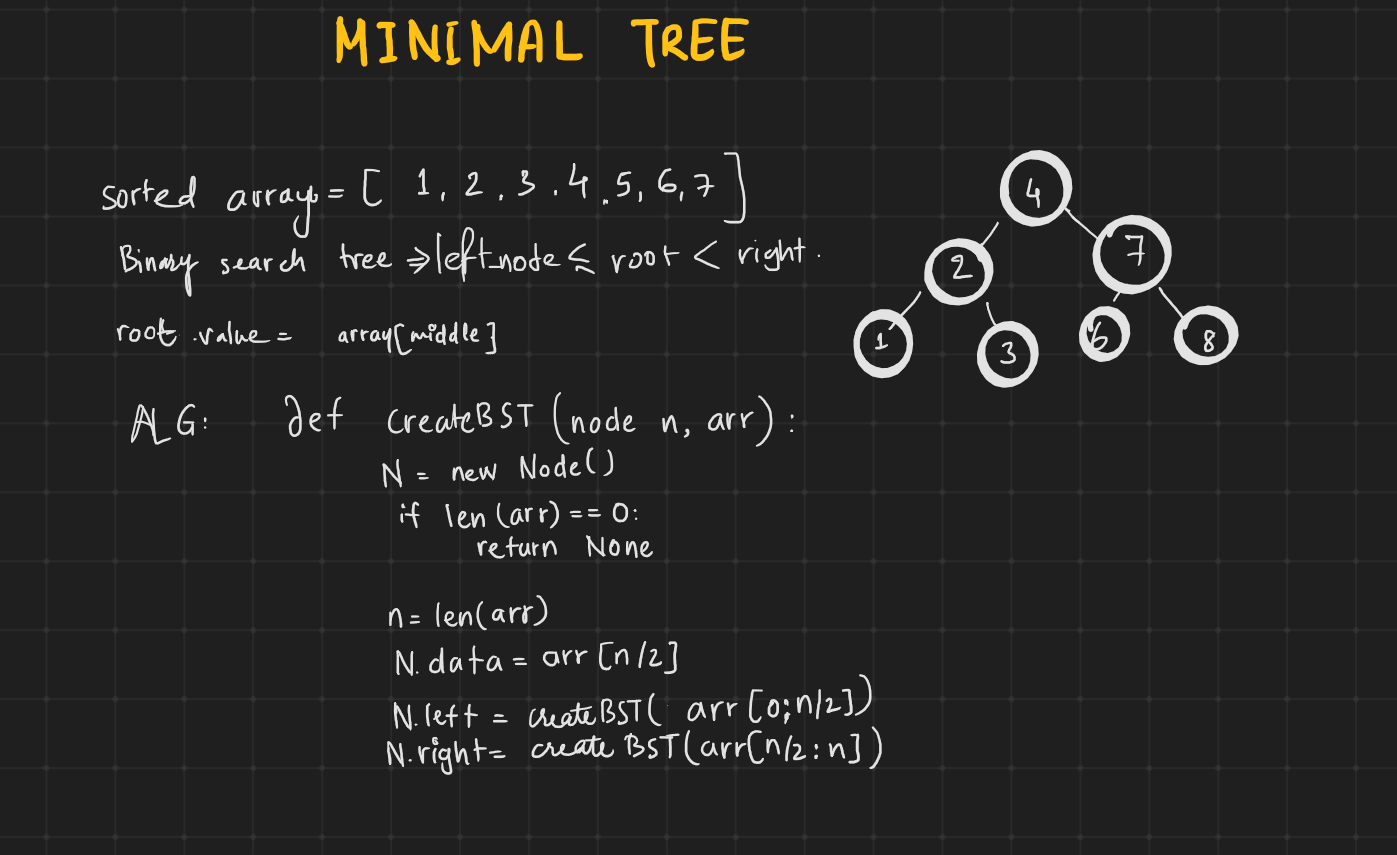 MINIMAL TREE
sorted array = [ 1, 2, 3, 4, 5, 6, 7 ]
Binary search tree ⇒ left_node ≤ root < right.
root.value = array[middle]
ALG: def createBST (node n, arr):
N = new Node()
if len(arr) == 0:
return None
n = len(arr)
N.data = arr[n/2]
N.left = createBST( arr[0;n/2])
N.right = createBST(arr[n/2:n])
4
2 7
1 3 6 8